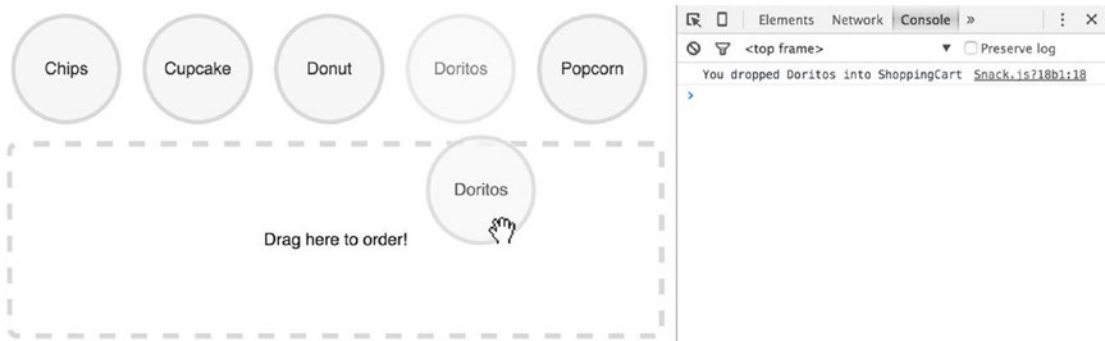 Chips Cupcake Donut Doritos Popcorn
Doritos
Drag here to order!
Elements Network Console »
<top frame> ▼ Preserve log
You dropped Doritos into ShoppingCart Snack.js?18b1:18
>